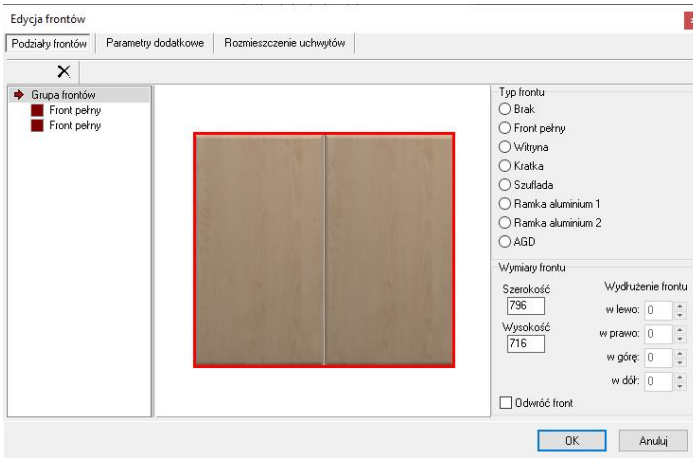 Edycja frontów
Podziały frontów Parametry dodatkowe Rozmieszczenie uchwytów
Grupa frontów
Front pełny
Front pełny
Typ frontu
Brak
Front pełny
Witryna
Kratka
Szuflada
Ramka aluminium 1
Ramka aluminium 2
AGD
Wymiary frontu
Szerokość
796
Wysokość
716
Wydłużenie frontu
w lewo: 0
w prawo: 0
w górę: 0
w dół: 0
Odwróć front
OK Anuluj